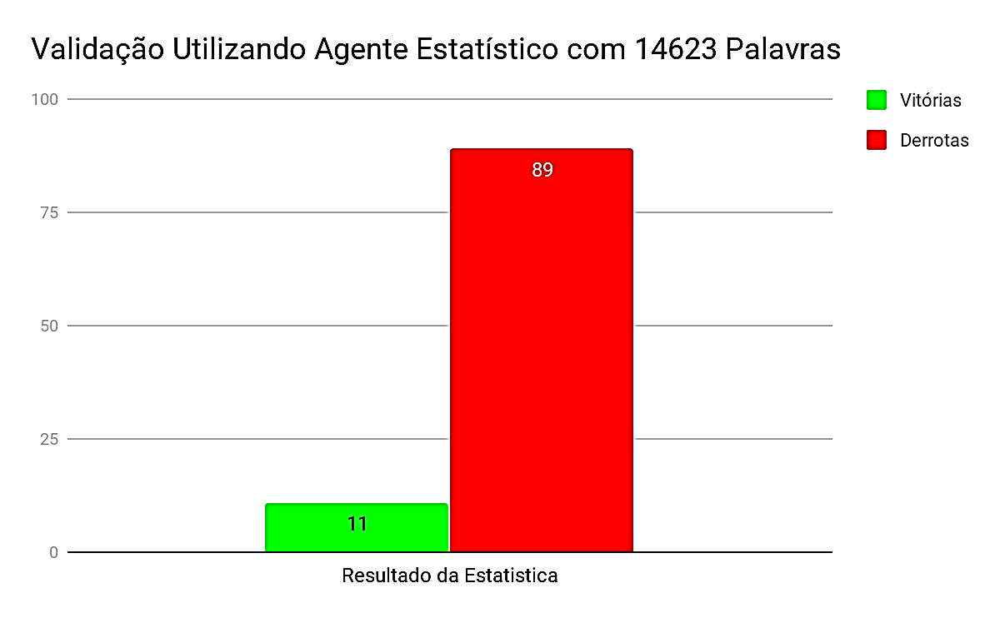 Validação Utilizando Agente Estatístico com 14623 Palavras
100
75
50
25
0
89
11
Resultado da Estatistica
Vitórias
Derrotas